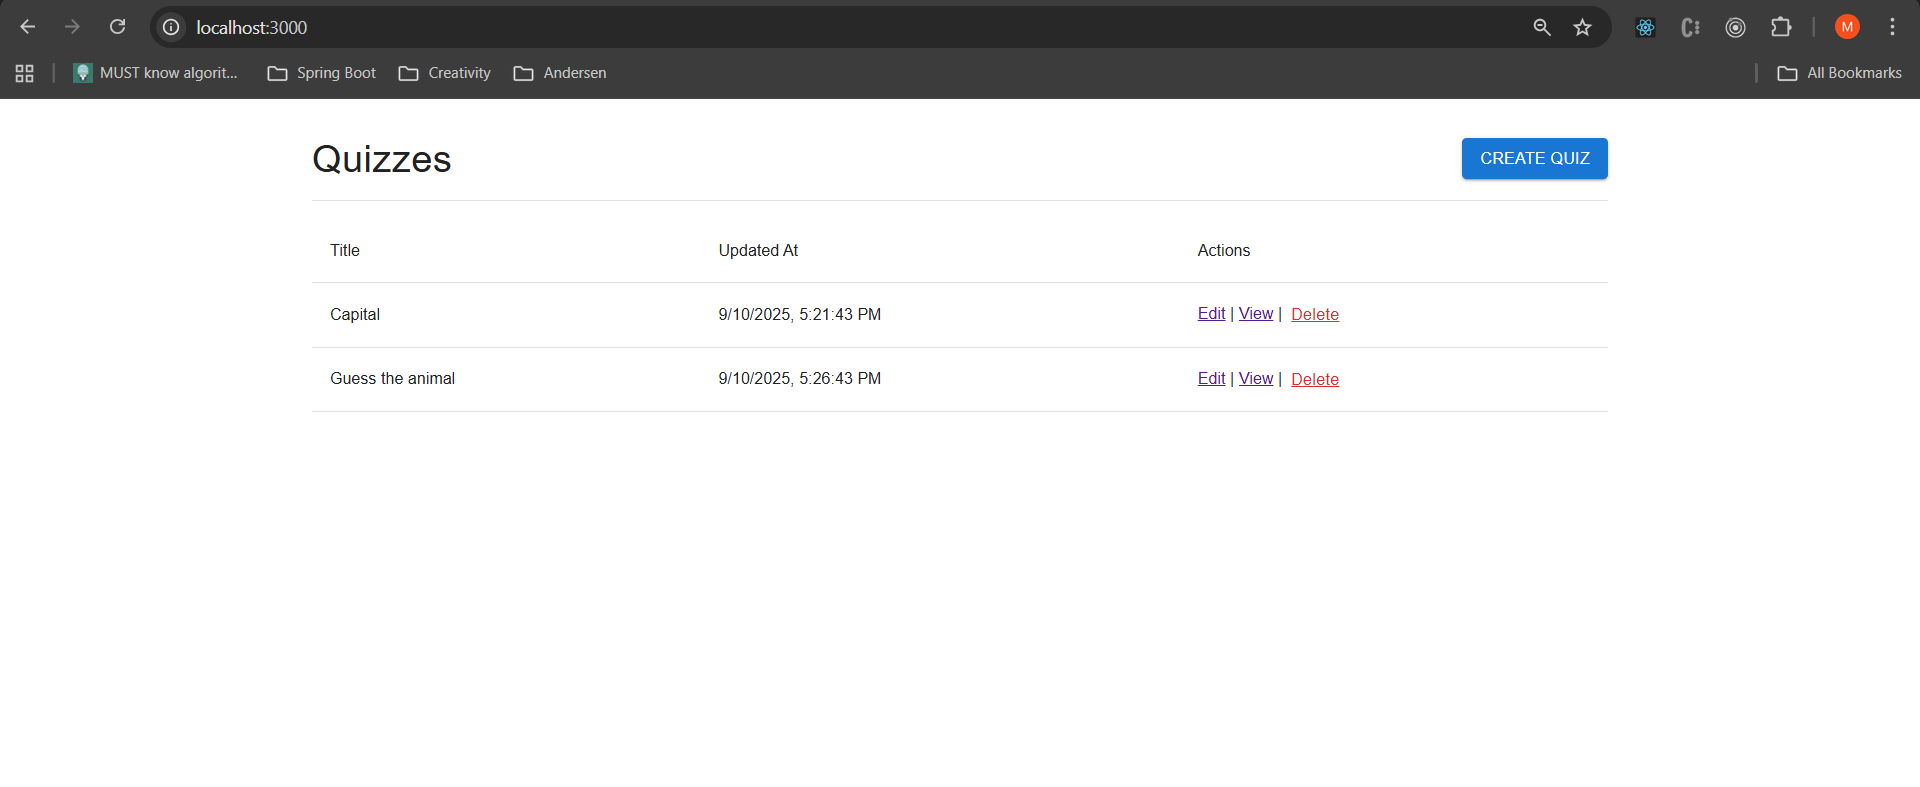 localhost:3000
M
MUST know algorit... Spring Boot Creativity Andersen All Bookmarks
Quizzes CREATE QUIZ
Title Updated At Actions
Capital 9/10/2025, 5:21:43 PM Edit | View | Delete
Guess the animal 9/10/2025, 5:26:43 PM Edit | View | Delete